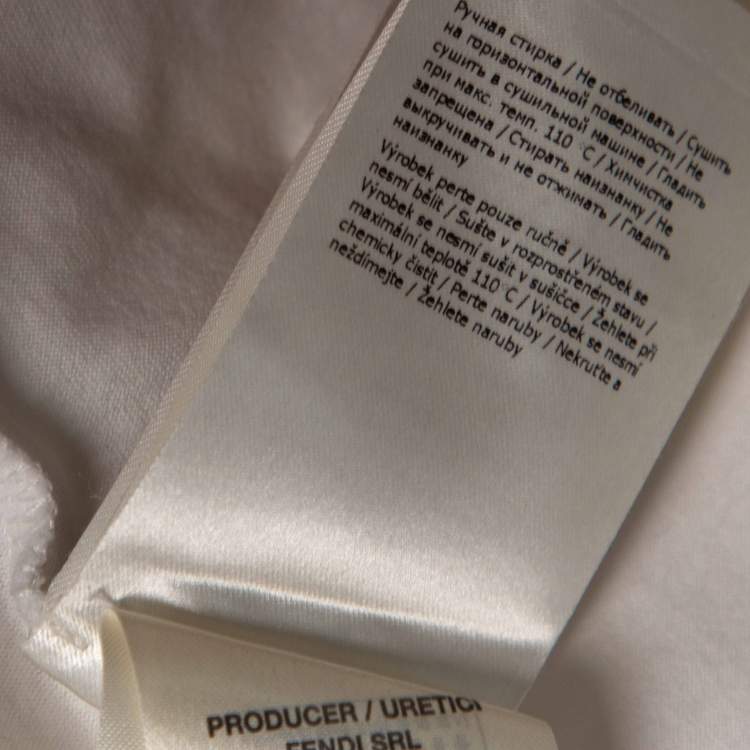 Ручная стирка / Не отбеливать / Сушить
на горизонтальной поверхности / Не
сушить в сушильной машине / Гладить
при макс. темп. 110 °C / Химчистка
запрещена / Стирать наизнанку / Не
выкручивать и не отжимать / Гладить
наизнанку
Výrobek perte pouze ručně / Výrobek se
nesmí bělit / Sušte v rozprostřeném stavu /
Výrobek se nesmí sušit v sušičce / Žehlete při
maximální teplotě 110°C / Výrobek se nesmí
chemicky čistit / Perte naruby / Nekruťte a
neždímejte / Žehlete naruby
PRODUCER / URETICI
FENDI SRL